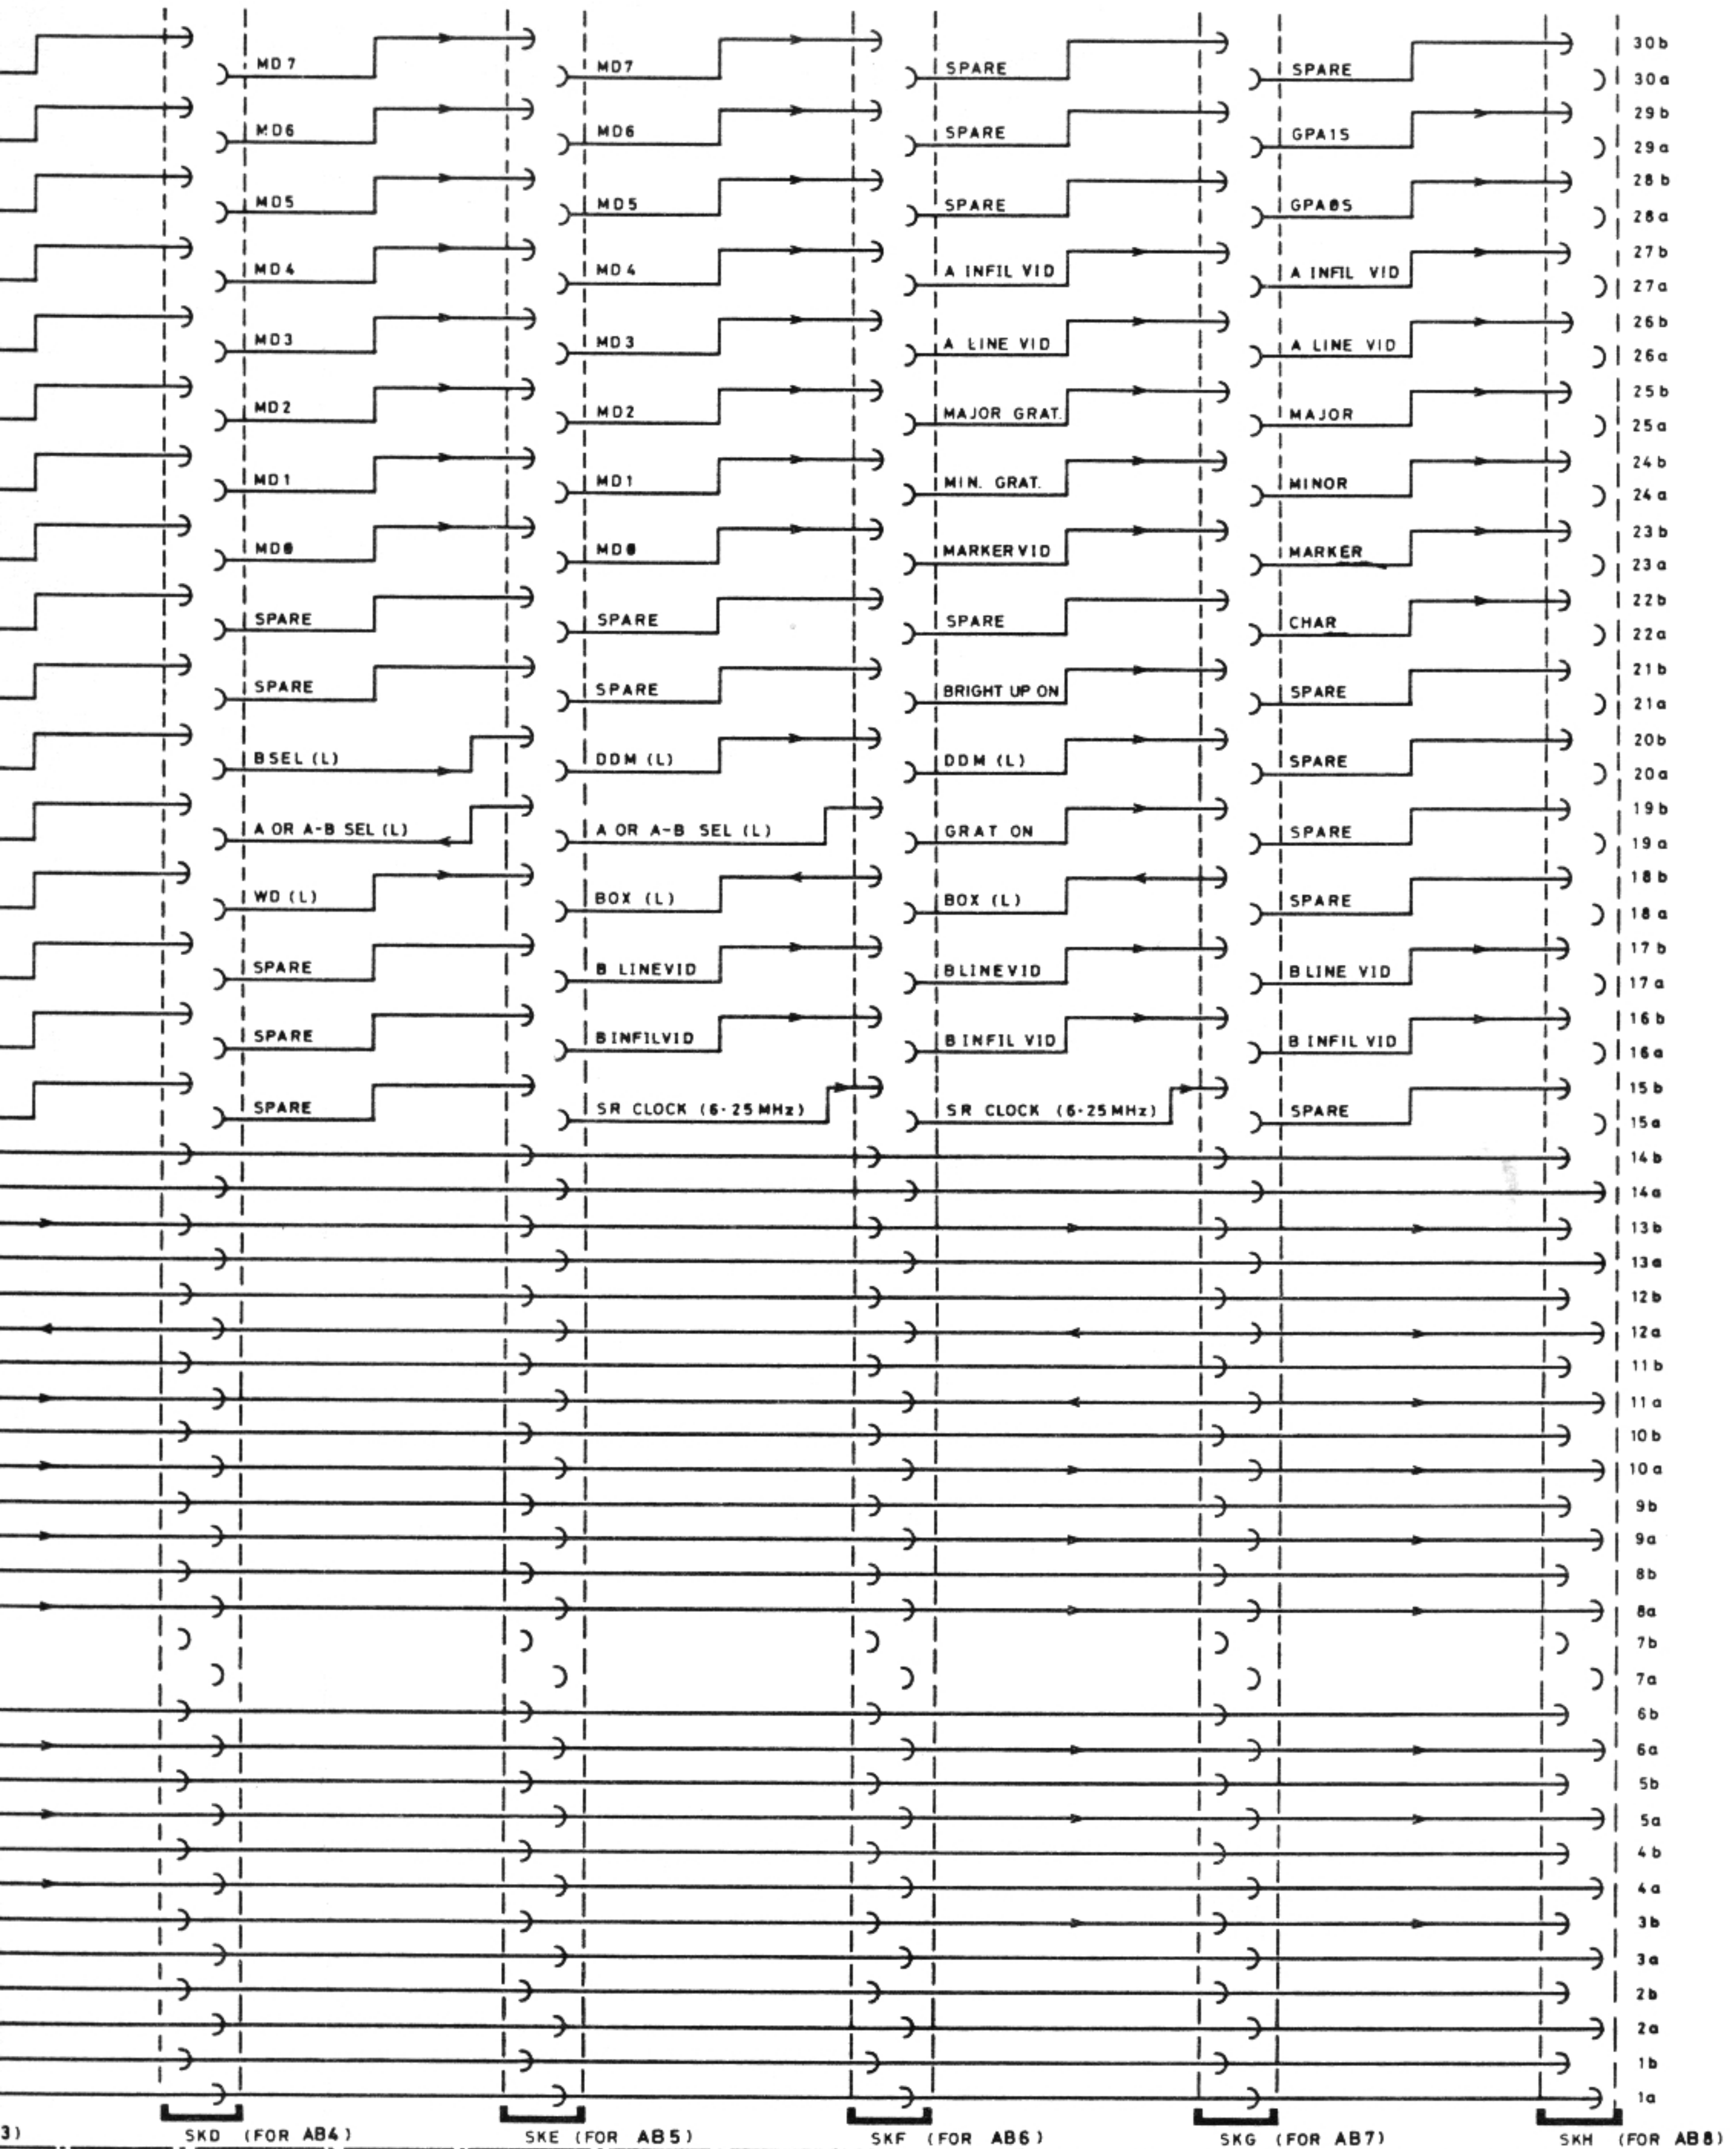 30b
MD7 MD7 SPARE SPARE
30a
29b
MD6 MD6 SPARE GPA1S
29a
28b
MD5 MD5 SPARE GPA0S
28a
27b
MD4 MD4 A INFIL VID A INFIL VID
27a
26b
MD3 MD3 A LINE VID A LINE VID
26a
25b
MD2 MD2 MAJOR GRAT. MAJOR
25a
24b
MD1 MD1 MIN. GRAT. MINOR
24a
23b
MD0 MD0 MARKER VID MARKER
23a
22b
SPARE SPARE SPARE CHAR
22a
21b
SPARE SPARE BRIGHT UP ON SPARE
21a
20b
BSEL (L) DDM (L) DDM (L) SPARE
20a
19b
A OR A-B SEL (L) A OR A-B SEL (L) GRAT ON SPARE
19a
18b
WD (L) BOX (L) BOX (L) SPARE
18a
17b
SPARE B LINEVID BLINEVID BLINE VID
17a
16b
SPARE BINFILVID BINFIL VID B INFIL VID
16a
15b
SPARE SR CLOCK (6·25MHz) SR CLOCK (6·25MHz) SPARE
15a
14b
14a
13b
13a
12b
12a
11b
11a
10b
10a
9b
9a
8b
8a
7b
7a
6b
6a
5b
5a
4b
4a
3b
3a
2b
2a
1b
1a
3) SKD (FOR AB4) SKE (FOR AB5) SKF (FOR AB6) SKG (FOR AB7) SKH (FOR AB8